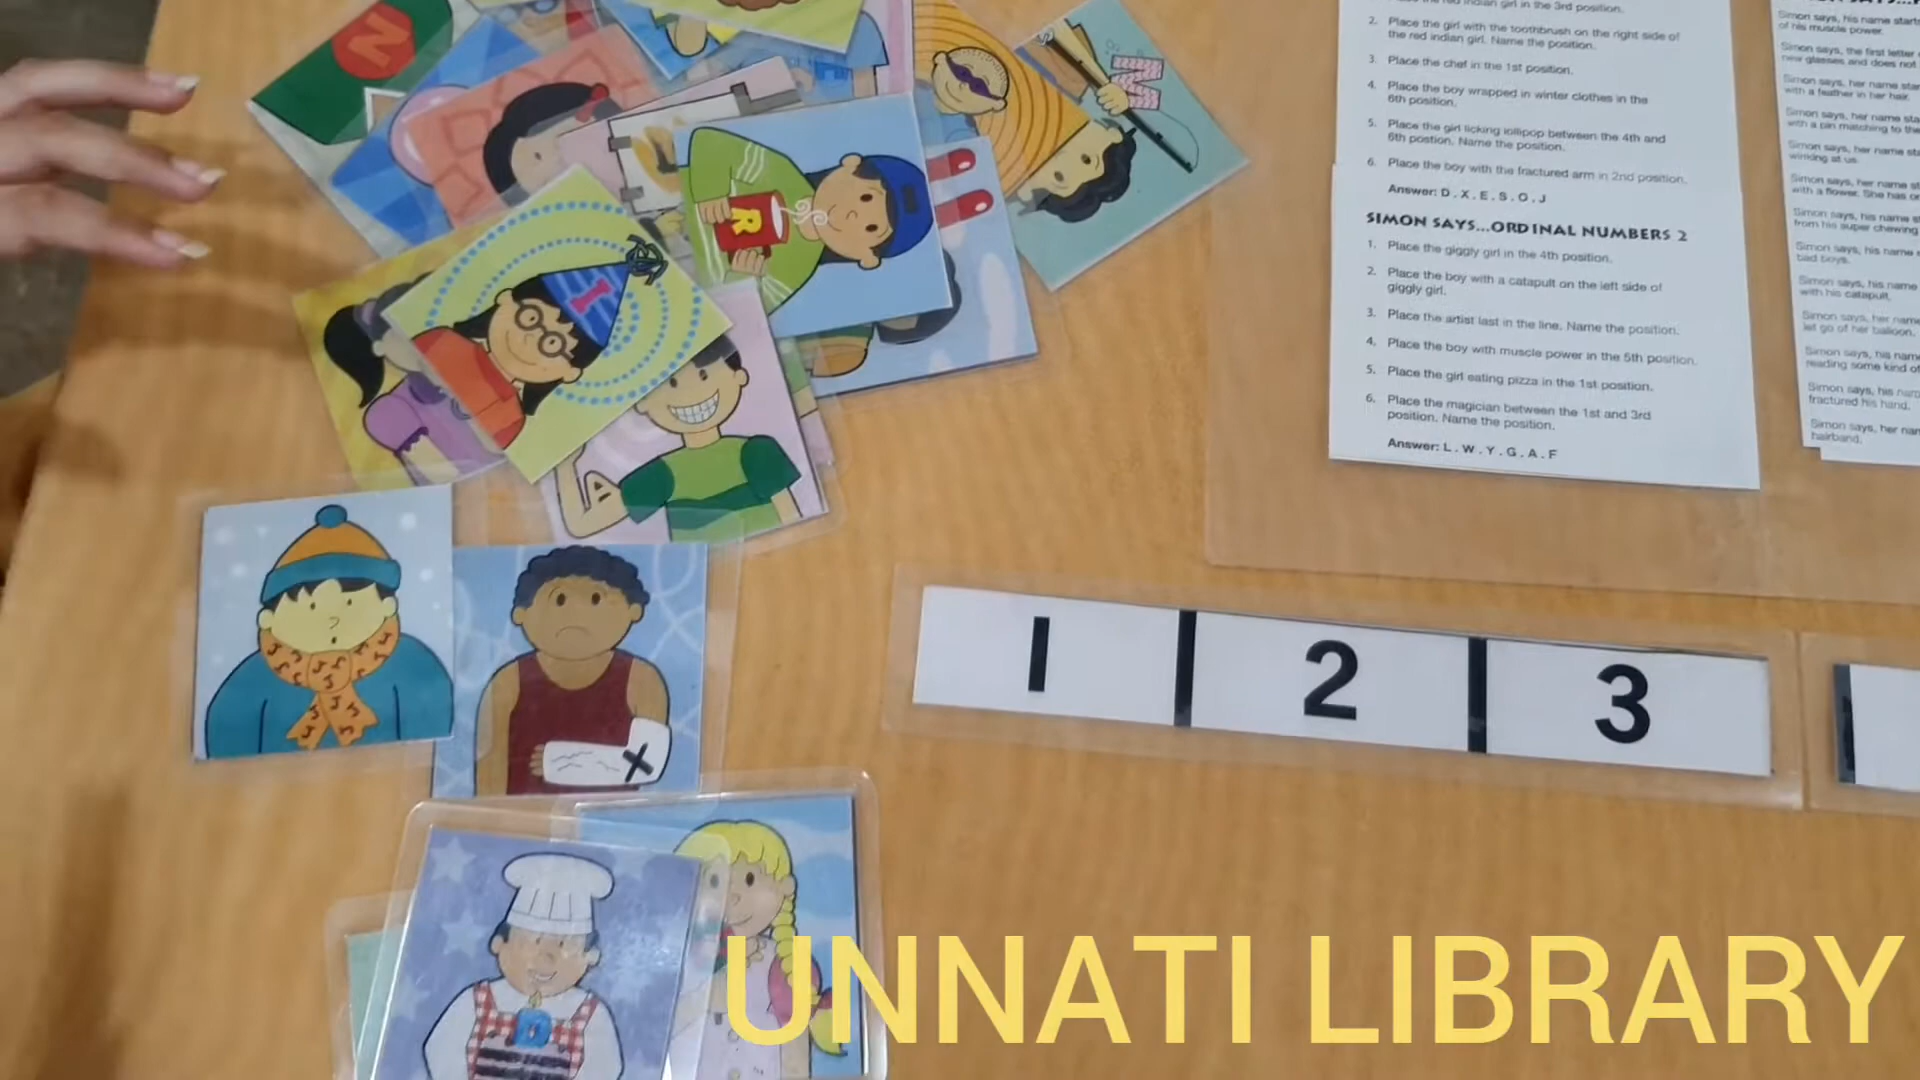 2. Place the girl with the toothbrush on the right side of
the red indian girl. Name the position.
3. Place the chef in the 1st position.
4. Place the boy wrapped in winter clothes in the
6th position.
5. Place the girl licking lollipop between the 4th and
6th postion. Name the position.
6. Place the boy with the fractured arm in 2nd position.
Answer: D . X . E . S . O . J
SIMON SAYS...ORDINAL NUMBERS 2
1. Place the giggly girl in the 4th position.
2. Place the boy with a catapult on the left side of
giggly girl.
3. Place the artist last in the line. Name the position.
4. Place the boy with muscle power in the 5th position.
5. Place the girl eating pizza in the 1st position.
6. Place the magician between the 1st and 3rd
position. Name the position.
Answer: L . W . Y . G . A . F
Simon says, his name starts
of his muscle power.
Simon says, the first letter
new glasses and does not
Simon says, her name
with a feather in her hair.
Simon says, her name
with a pin matching to the
Simon says, her name
winking at us.
Simon says, her name
with a flower. She has
Simon says, his name
from his super chewing
Simon says, his name
bad boys.
Simon says, his name
with his catapult.
Simon says, her name
let go of her balloon.
Simon says, his name
reading some kind of
Simon says, his
fractured his hand.
Simon says, her
hairband.
N
W
R
I
A
X
D
1 2 3
UNNATI LIBRARY